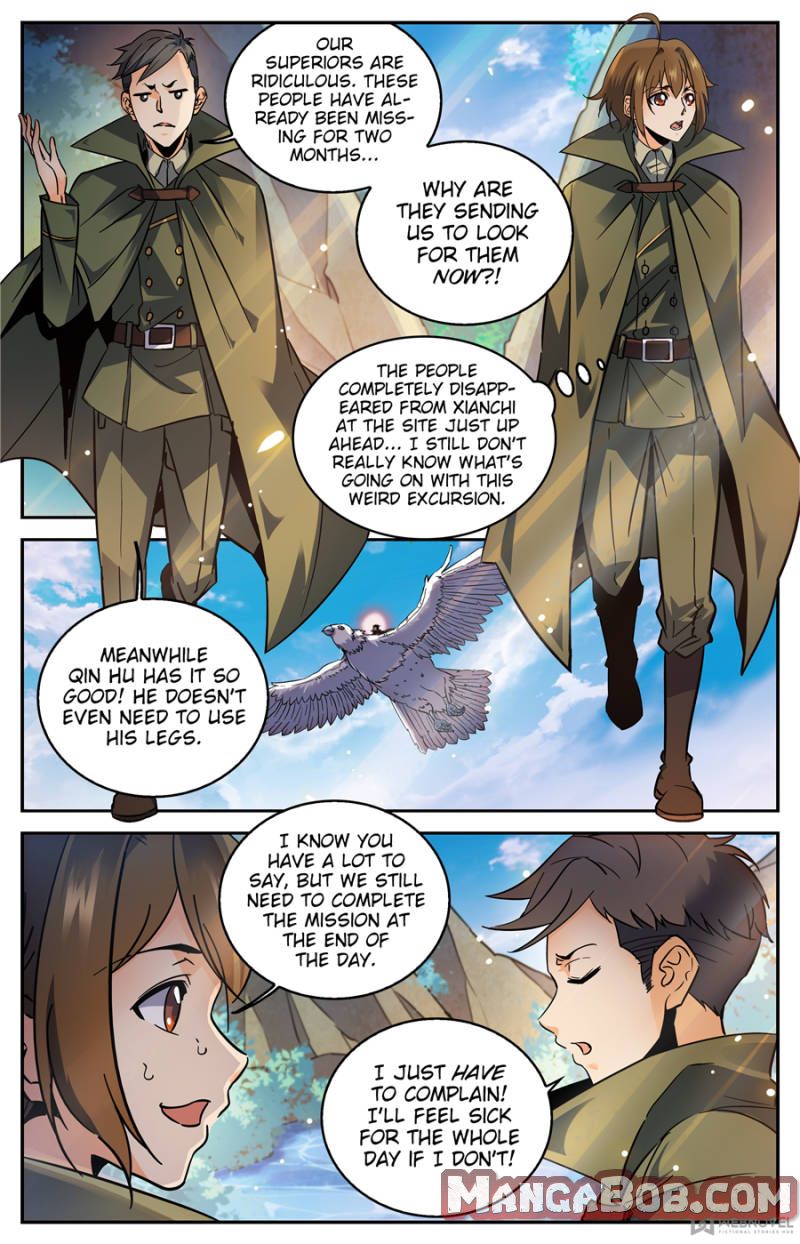 OUR
SUPERIORS ARE
RIDICULOUS. THESE
PEOPLE HAVE AL-
READY BEEN MISS-
ING FOR TWO
MONTHS...
WHY ARE
THEY SENDING
US TO LOOK
FOR THEM
NOW?!
THE PEOPLE
COMPLETELY DISAPP-
EARED FROM XIANCHI
AT THE SITE JUST UP
AHEAD... I STILL DON'T
REALLY KNOW WHAT'S
GOING ON WITH THIS
WEIRD EXCURSION.
MEANWHILE
QIN HU HAS IT SO
GOOD! HE DOESN'T
EVEN NEED TO USE
HIS LEGS.
I KNOW YOU
HAVE A LOT TO
SAY, BUT WE STILL
NEED TO COMPLETE
THE MISSION AT
THE END OF
THE DAY.
I JUST HAVE
TO COMPLAIN!
I'LL FEEL SICK
FOR THE WHOLE
DAY IF I DON'T!
MANGABOB.COM
WEBNOVEL
FICTIONAL STORIES HUB